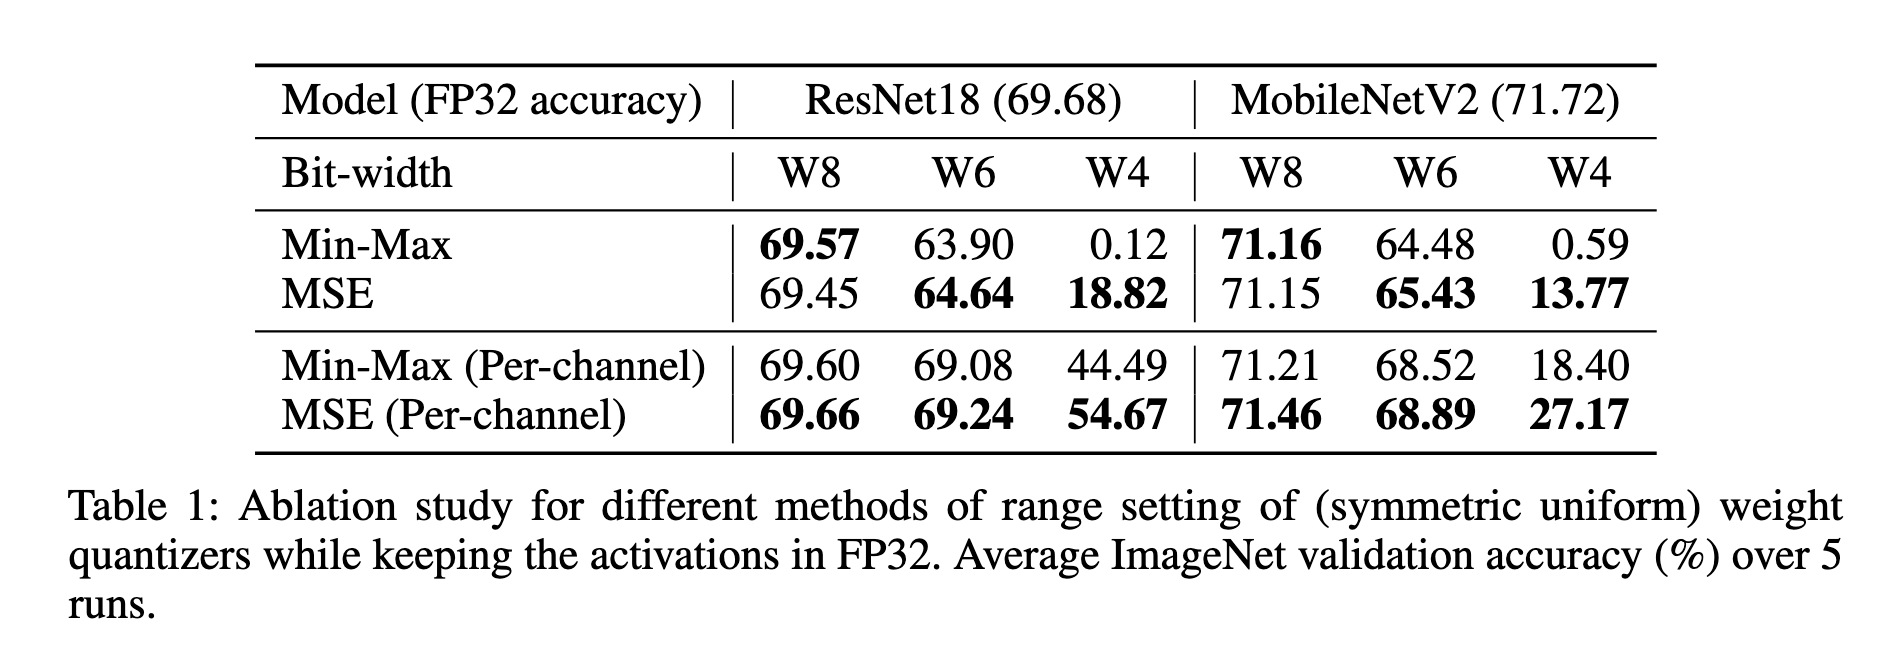 Model (FP32 accuracy) ResNet18 (69.68) MobileNetV2 (71.72)
Bit-width W8 W6 W4 W8 W6 W4
Min-Max 69.57 63.90 0.12 71.16 64.48 0.59
MSE 69.45 64.64 18.82 71.15 65.43 13.77
Min-Max (Per-channel) 69.60 69.08 44.49 71.21 68.52 18.40
MSE (Per-channel) 69.66 69.24 54.67 71.46 68.89 27.17
Table 1: Ablation study for different methods of range setting of (symmetric uniform) weight
quantizers while keeping the activations in FP32. Average ImageNet validation accuracy (%) over 5
runs.